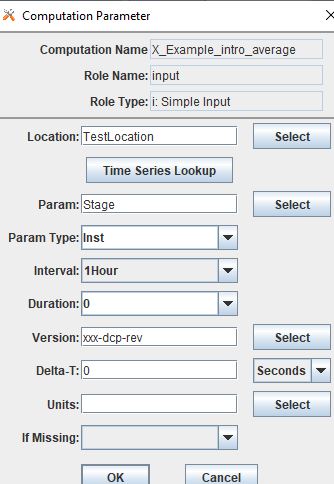 Computation Parameter
Computation Name X_Example_intro_average
Role Name: input
Role Type: i: Simple Input
Location: TestLocation Select
Time Series Lookup
Param: Stage Select
Param Type: Inst
Interval: 1Hour
Duration: 0
Version: xxx-dcp-rev Select
Delta-T: 0 Seconds
Units: Select
If Missing:
OK Cancel